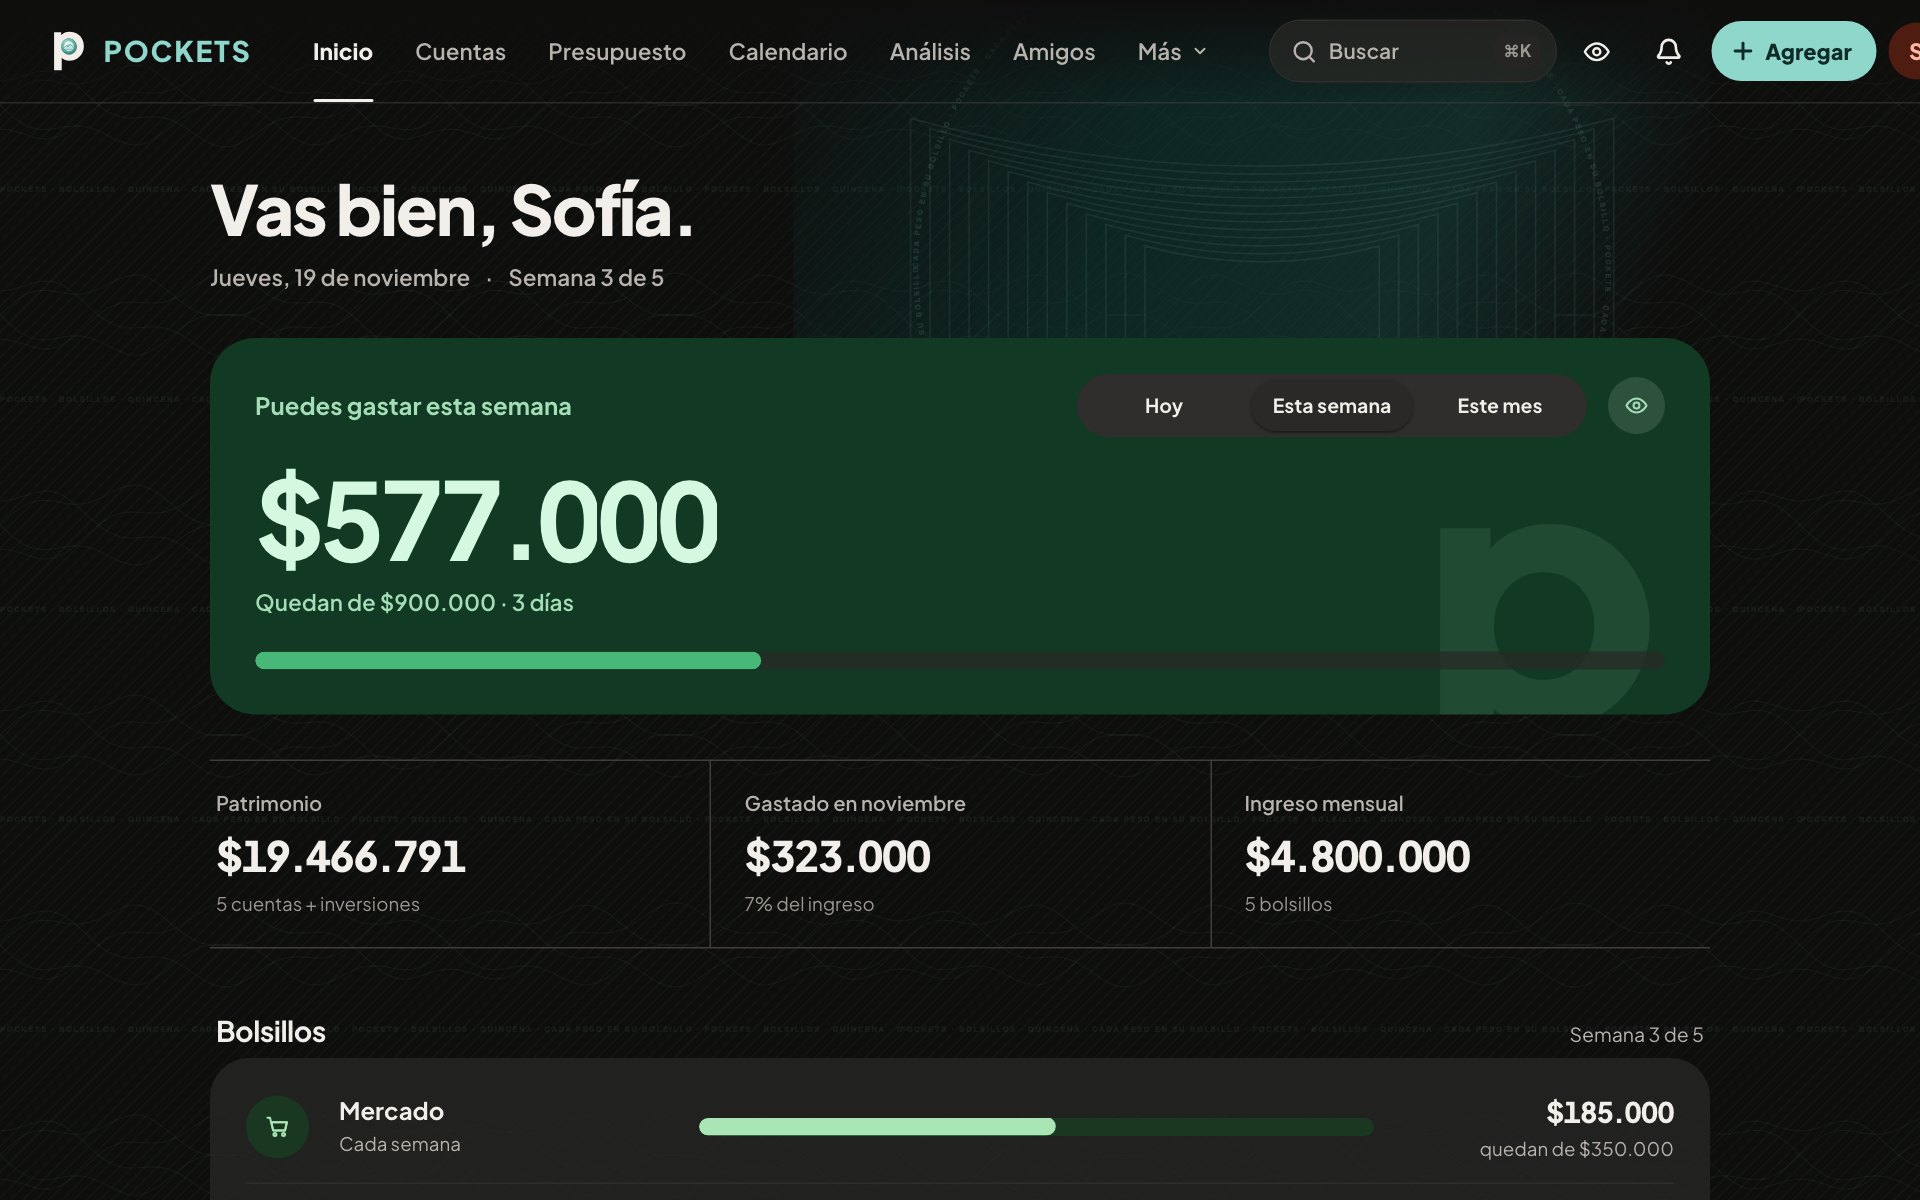 POCKETS
Inicio
Cuentas
Presupuesto
Calendario
Análisis
Amigos
Más
Buscar
⌘K
Agregar
Vas bien, Sofía.
Jueves, 19 de noviembre · Semana 3 de 5
Puedes gastar esta semana
Hoy
Esta semana
Este mes
$577.000
Quedan de $900.000 · 3 días
Patrimonio
$19.466.791
5 cuentas + inversiones
Gastado en noviembre
$323.000
7% del ingreso
Ingreso mensual
$4.800.000
5 bolsillos
Bolsillos
Semana 3 de 5
Mercado
Cada semana
$185.000
quedan de $350.000